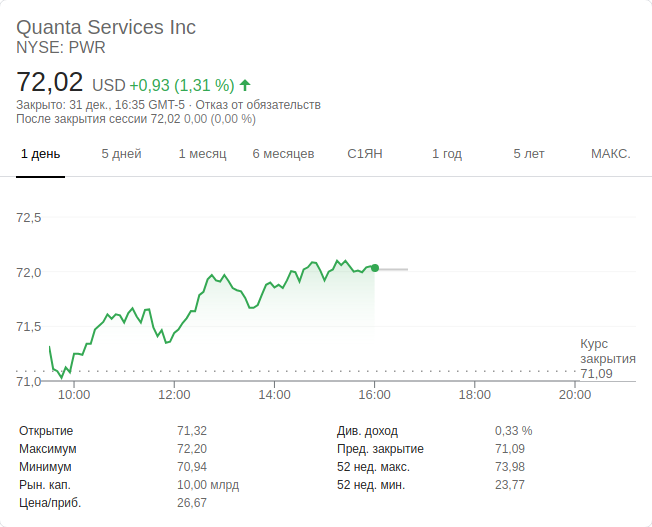 Quanta Services Inc
NYSE: PWR
72,02 USD +0,93 (1,31 %)
Закрыто: 31 дек., 16:35 GMT-5 · Отказ от обязательств
После закрытия сессии 72,02 0,00 (0,00 %)
1 день 5 дней 1 месяц 6 месяцев С1ЯН 1 год 5 лет МАКС.
72,5
72,0
71,5
Курс
закрытия
71,09
71,0
10:00 12:00 14:00 16:00 18:00 20:00
Открытие 71,32 Див. доход 0,33 %
Максимум 72,20 Пред. закрытие 71,09
Минимум 70,94 52 нед. макс. 73,98
Рын. кап. 10,00 млрд 52 нед. мин. 23,77
Цена/приб. 26,67